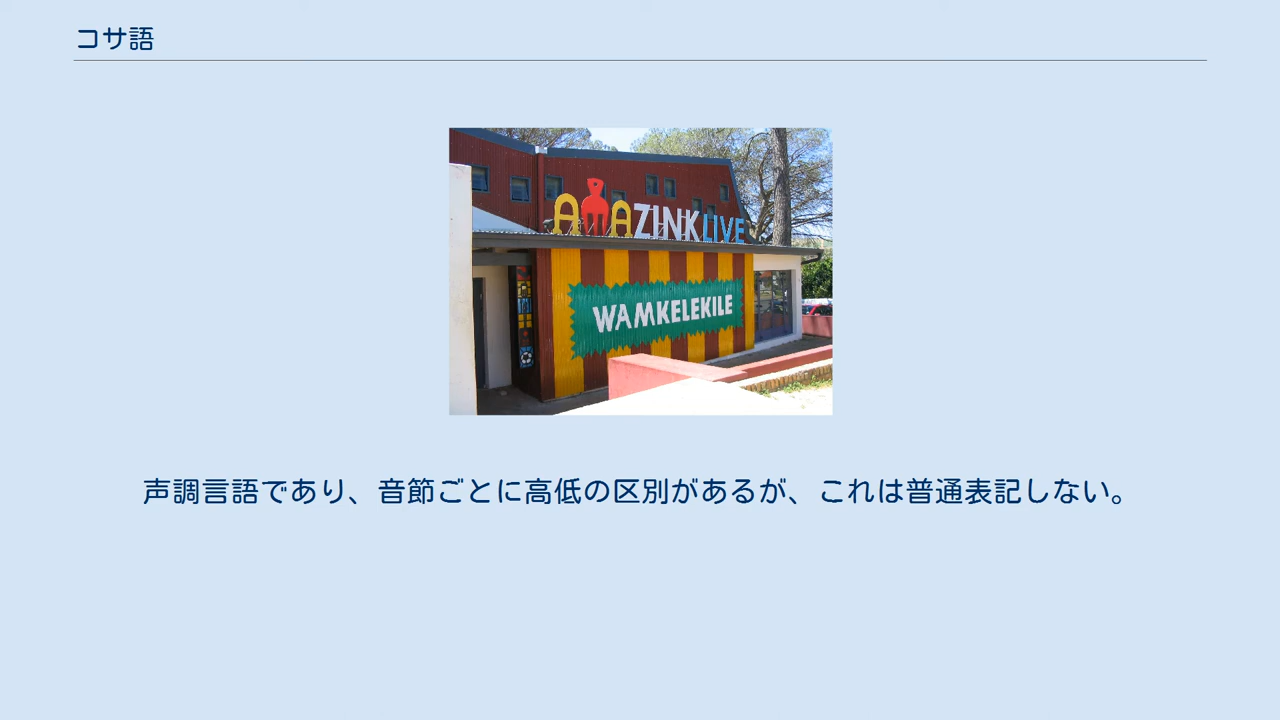 コサ語
AMAZINK LIVE
WAMKELEKILE
声調言語であり、音節ごとに高低の区別があるが、これは普通表記しない。